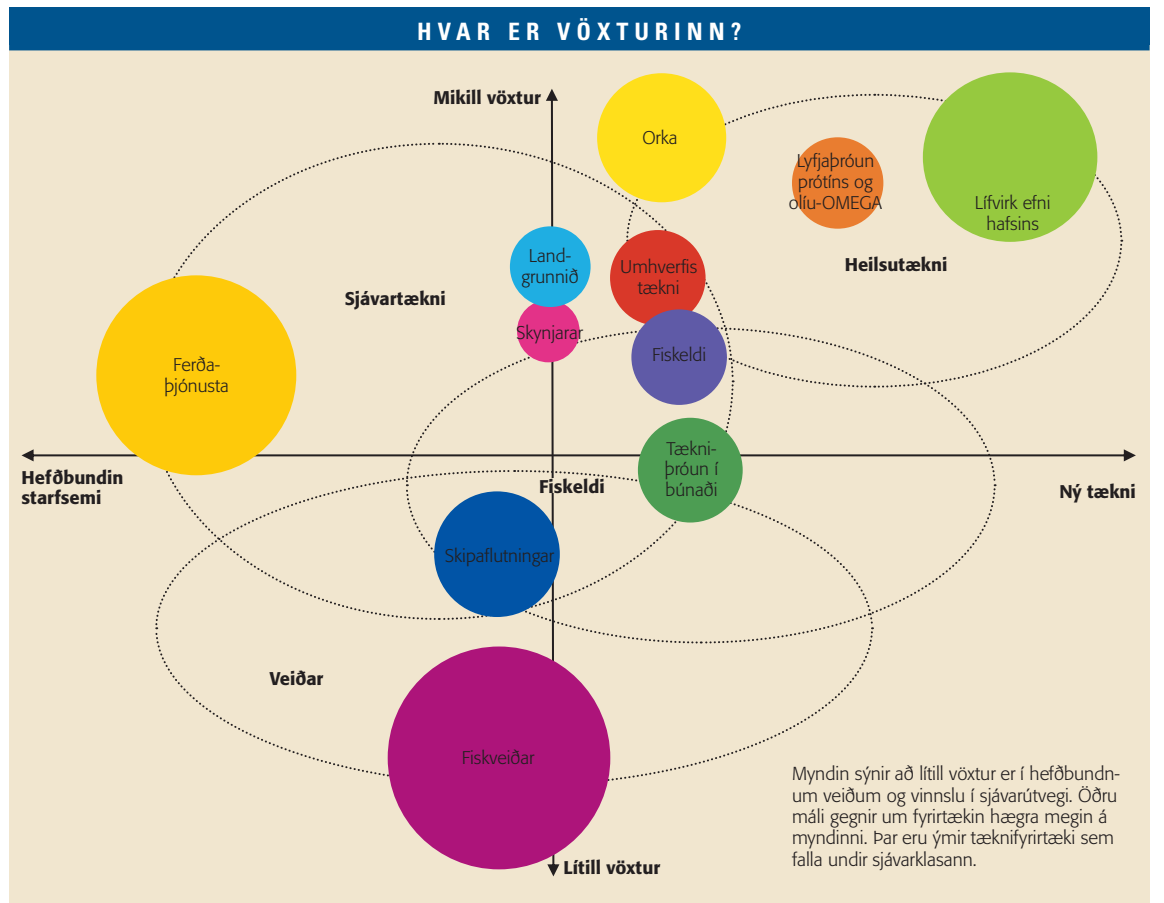 HVAR ER VÖXTURINN?
Mikill vöxtur
Orka
Lyfjaþróun
prótíns og
olíu-OMEGA
Lífvirk efni
hafsins
Land-
grunnið
Umhverfis
tækni
Heilsutækni
Sjávartækni
Skynjarar
Fiskeldi
Ferða-
þjónusta
Tækni-
þróun í
búnaði
Hefðbundin
starfsemi
Fiskeldi
Ný tækni
Skipaflutningar
Veiðar
Fiskveiðar
Myndin sýnir að lítill vöxtur er í hefðbundn-
um veiðum og vinnslu í sjávarútvegi. Öðru
máli gegnir um fyrirtækin hægra megin á
myndinni. Þar eru ýmir tæknifyrirtæki sem
falla undir sjávarklasann.
Lítill vöxtur